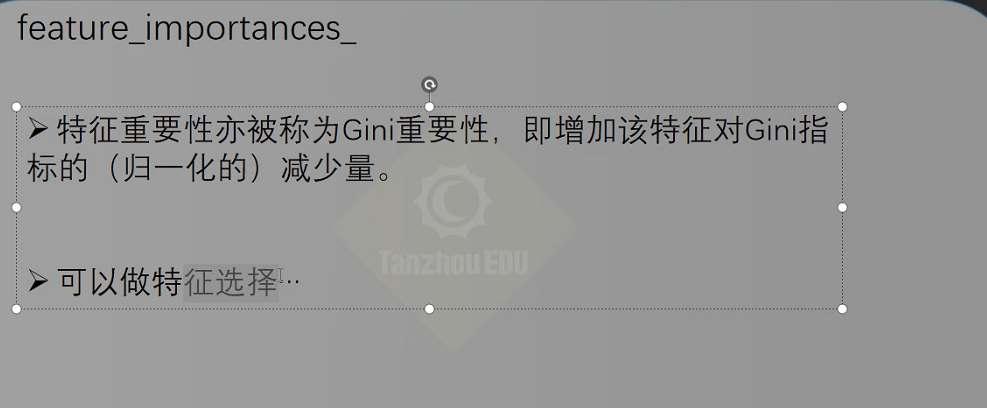 feature_importances_
➢ 特征重要性亦被称为Gini重要性，即增加该特征对Gini指
标的（归一化的）减少量。
Tanzhou EDU
➢ 可以做特征选择…